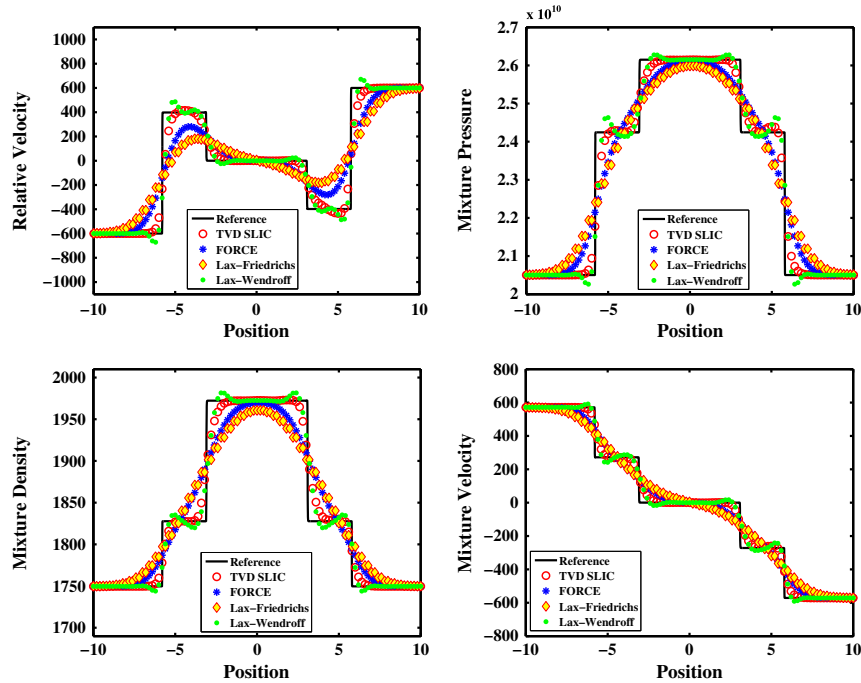 1000
800
600
400
200
0
−200
−400
−600
−800
−1000
Relative Velocity
Reference
TVD SLIC
FORCE
Lax−Friedrichs
Lax−Wendroff
−10 −5 0 5 10
Position
x 10^10
2.7
2.6
2.5
2.4
2.3
2.2
2.1
2
Mixture Pressure
Reference
TVD SLIC
FORCE
Lax−Friedrichs
Lax−Wendroff
−10 −5 0 5 10
Position
2000
1950
1900
1850
1800
1750
1700
Mixture Density
Reference
TVD SLIC
FORCE
Lax−Friedrichs
Lax−Wendroff
−10 −5 0 5 10
Position
800
600
400
200
0
−200
−400
−600
−800
Mixture Velocity
Reference
TVD SLIC
FORCE
Lax−Friedrichs
Lax−Wendroff
−10 −5 0 5 10
Position